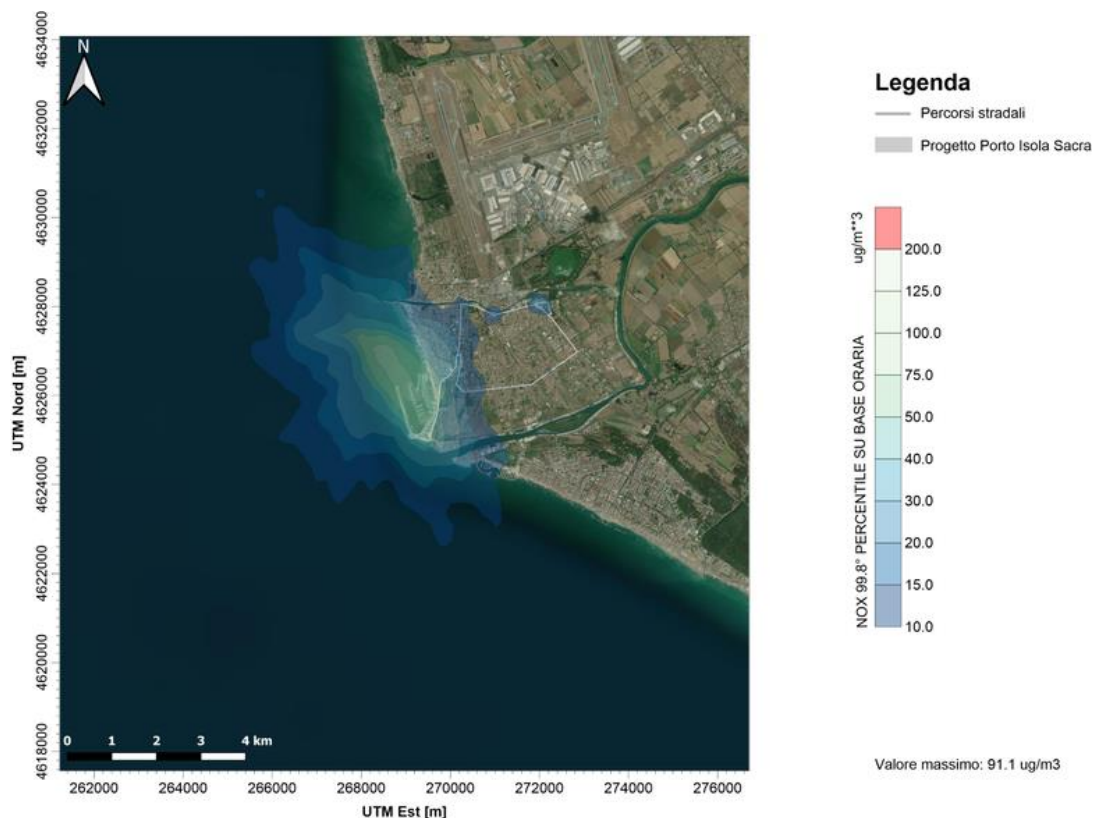 N
4634000
4632000
4630000
4628000
4626000
4624000
4622000
4620000
4618000
UTM Nord [m]
0 1 2 3 4 km
262000 264000 266000 268000 270000 272000 274000 276000
UTM Est [m]
Legenda
Percorsi stradali
Progetto Porto Isola Sacra
NOX 99.8° PERCENTILE SU BASE ORARIA ug/m**3
200.0
125.0
100.0
75.0
50.0
40.0
30.0
20.0
15.0
10.0
Valore massimo: 91.1 ug/m3